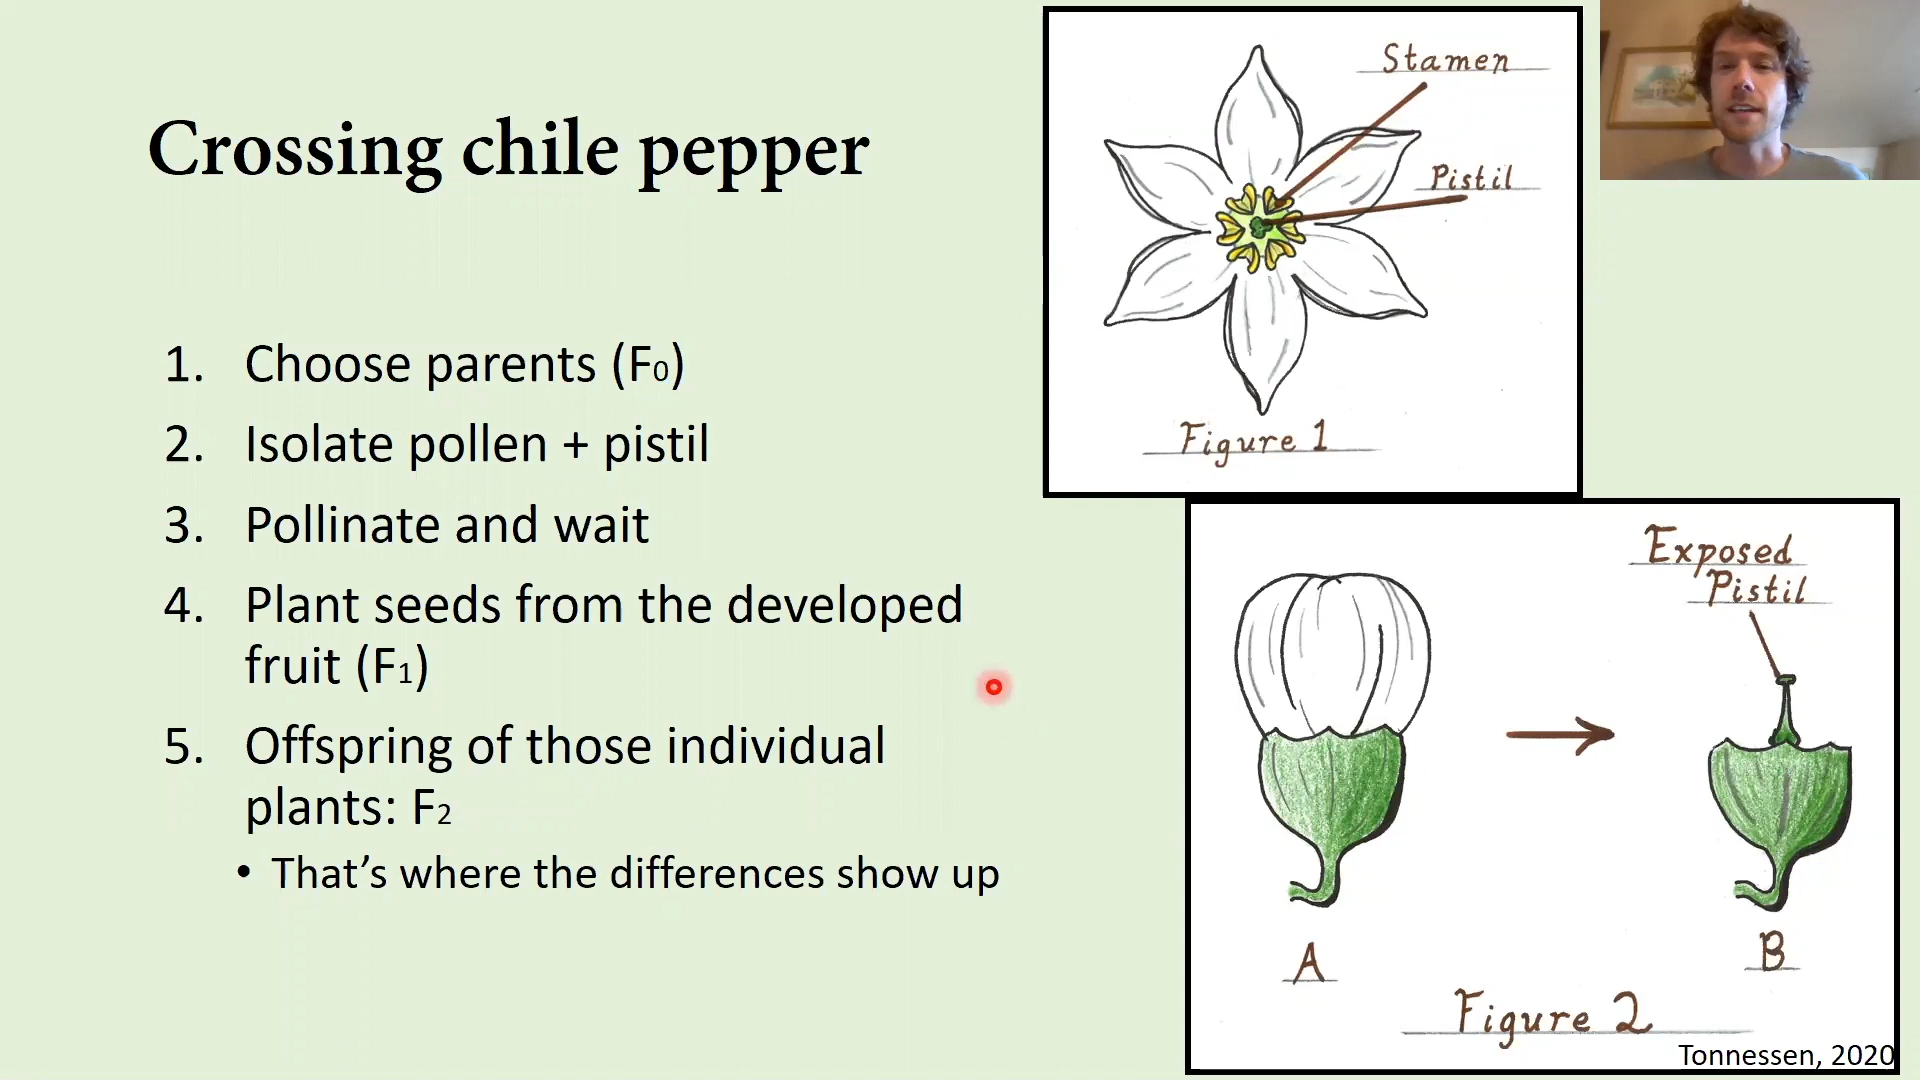 Crossing chile pepper
1. Choose parents (F₀)
2. Isolate pollen + pistil
3. Pollinate and wait
4. Plant seeds from the developed
fruit (F₁)
5. Offspring of those individual
plants: F₂
• That’s where the differences show up
Stamen
Pistil
Figure 1
Exposed
Pistil
A
B
Figure 2
Tonnessen, 2020